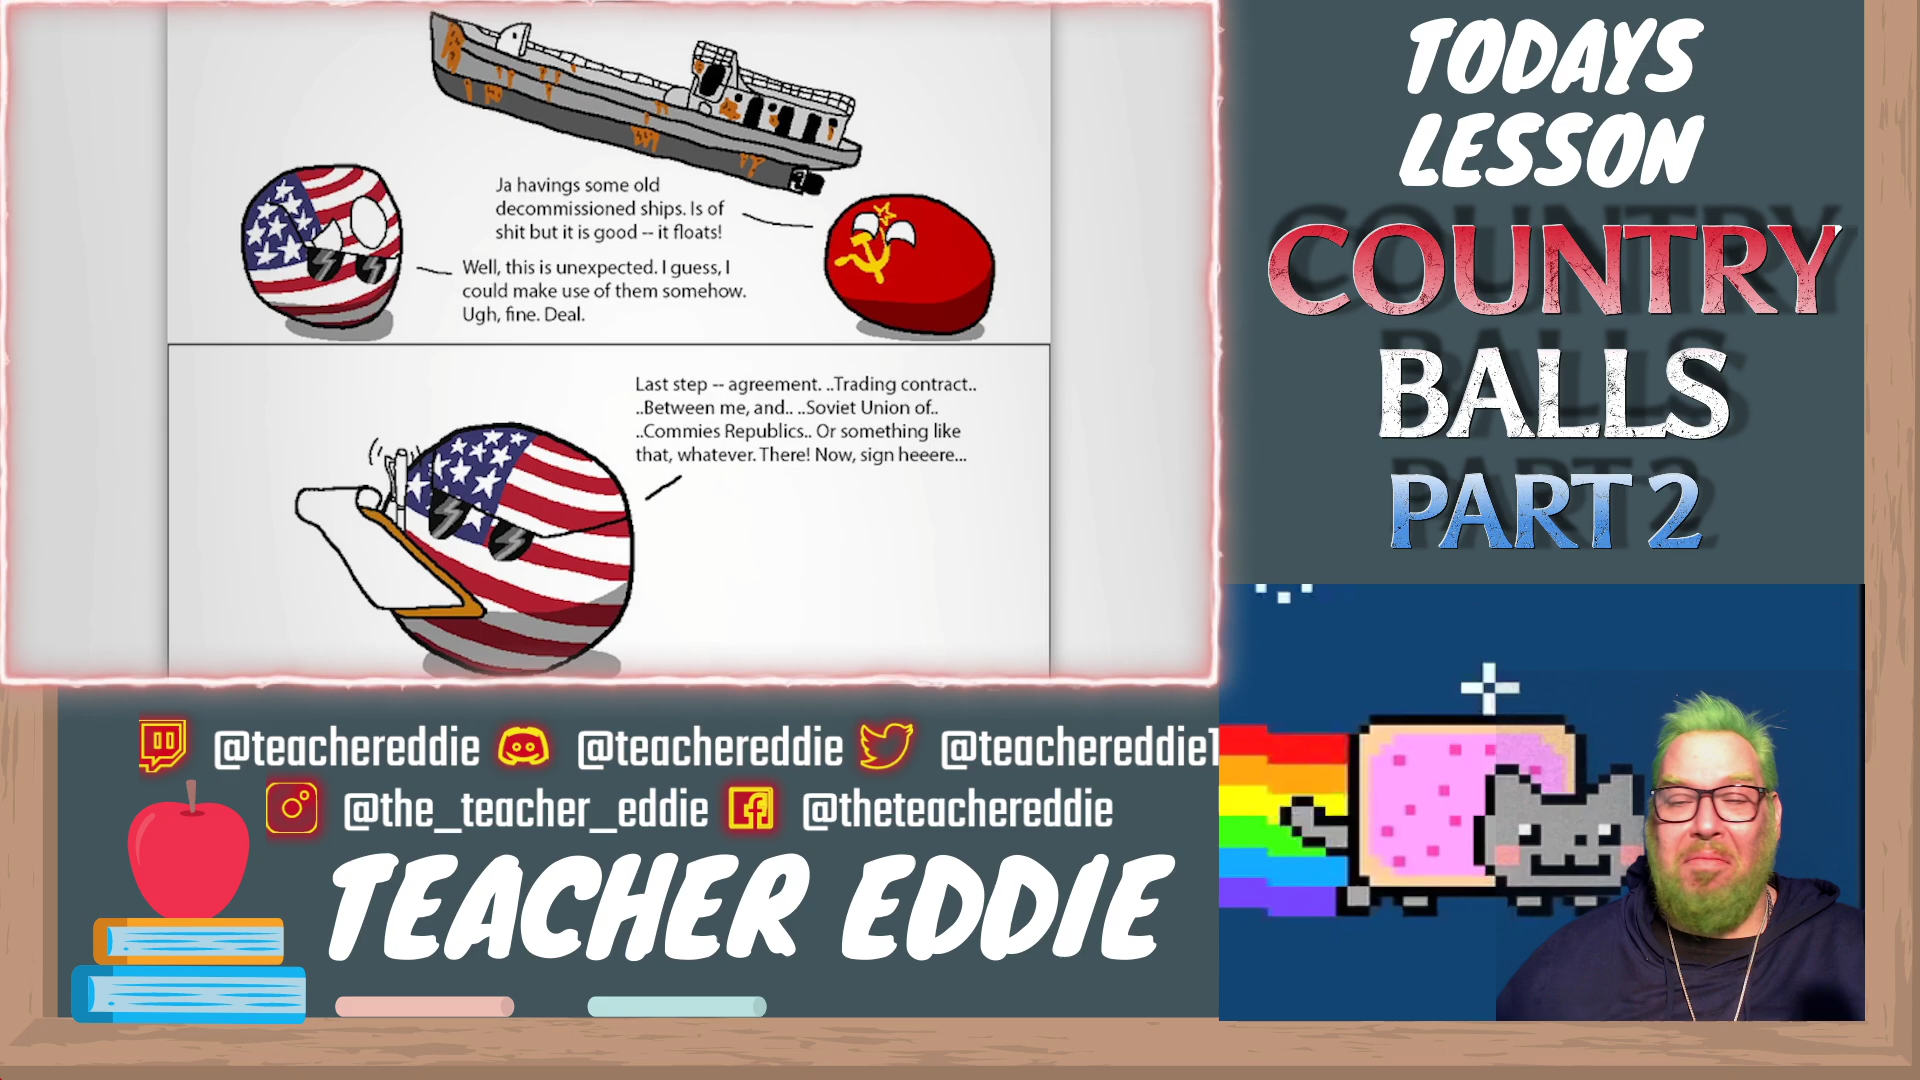 Ja havings some old
decommissioned ships. Is of
shit but it is good -- it floats!
Well, this is unexpected. I guess, I
could make use of them somehow.
Ugh, fine. Deal.
Last step -- agreement. ..Trading contract..
..Between me, and.. ..Soviet Union of..
..Commies Republics.. Or something like
that, whatever. There! Now, sign heeere...
TODAYS
LESSON
COUNTRY
BALLS
PART 2
@teachereddie @teachereddie @teachereddie1
@the_teacher_eddie @theteachereddie
TEACHER EDDIE